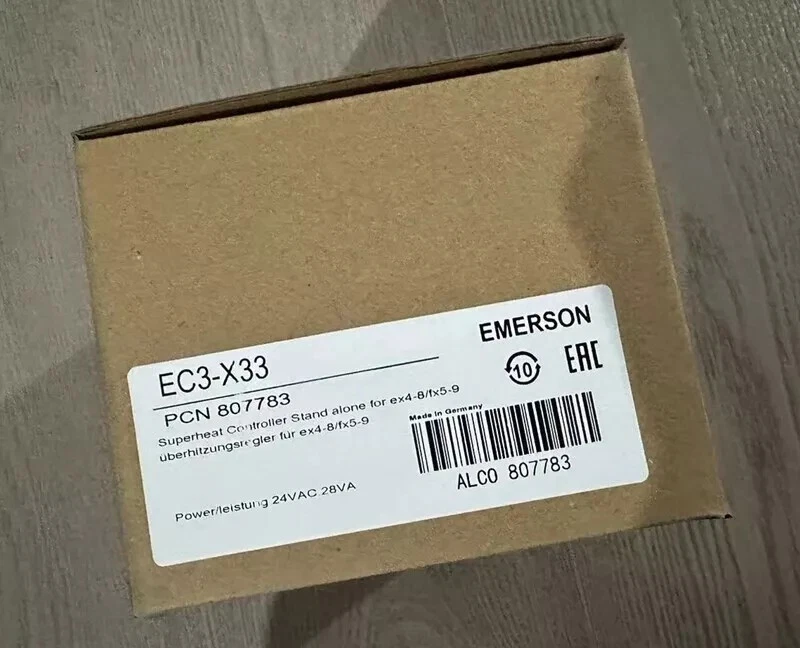 EMERSON
EC3-X33
10
EAC
PCN 807783
Superheat Controller Stand alone for ex4-8/fx5-9
überhitzungsregler für ex4-8/fx5-9
Made in Germany
ALCO 807783
Power/leistung 24VAC.28VA